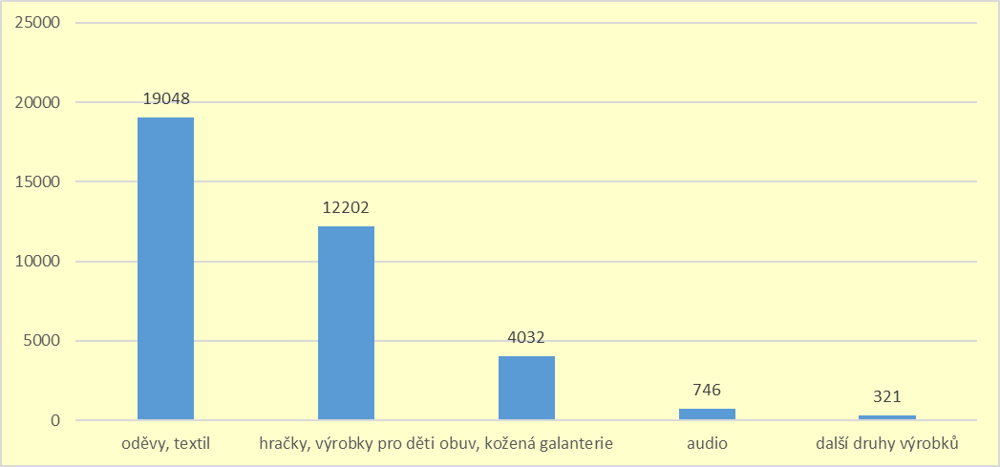 25000
20000
15000
10000
5000
0
19048
12202
4032
746
321
oděvy, textil
hračky, výrobky pro děti
obuv, kožená galanterie
audio
další druhy výrobků